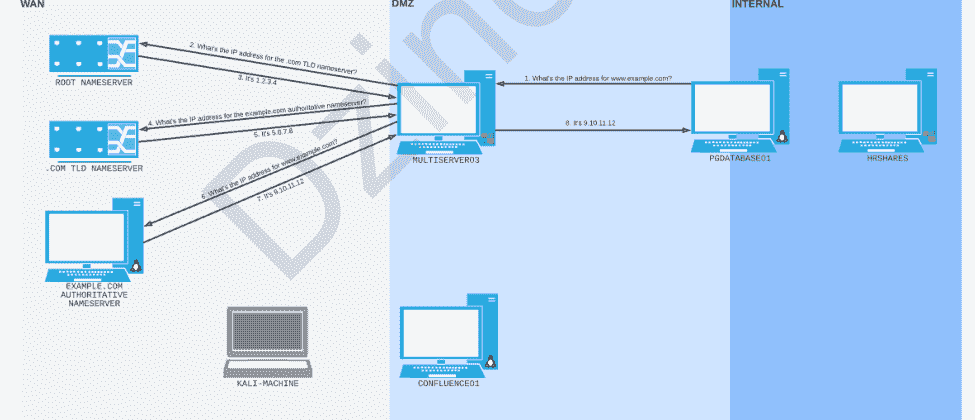 WAN
DMZ
INTERNAL
2. What's the IP address for the .com TLD nameserver?
3. It's 1.2.3.4
ROOT NAMESERVER
4. What's the IP address for the example.com authoritative nameserver?
5. It's 5.6.7.8
.COM TLD NAMESERVER
6. What's the IP address for www.example.com?
7. It's 9.10.11.12
EXAMPLE.COM
AUTHORITATIVE
NAMESERVER
1. What's the IP address for www.example.com?
8. It's 9.10.11.12
MULTISERVER03
PGDATABASE01
HRSHARES
KALI-MACHINE
CONFLUENCE01